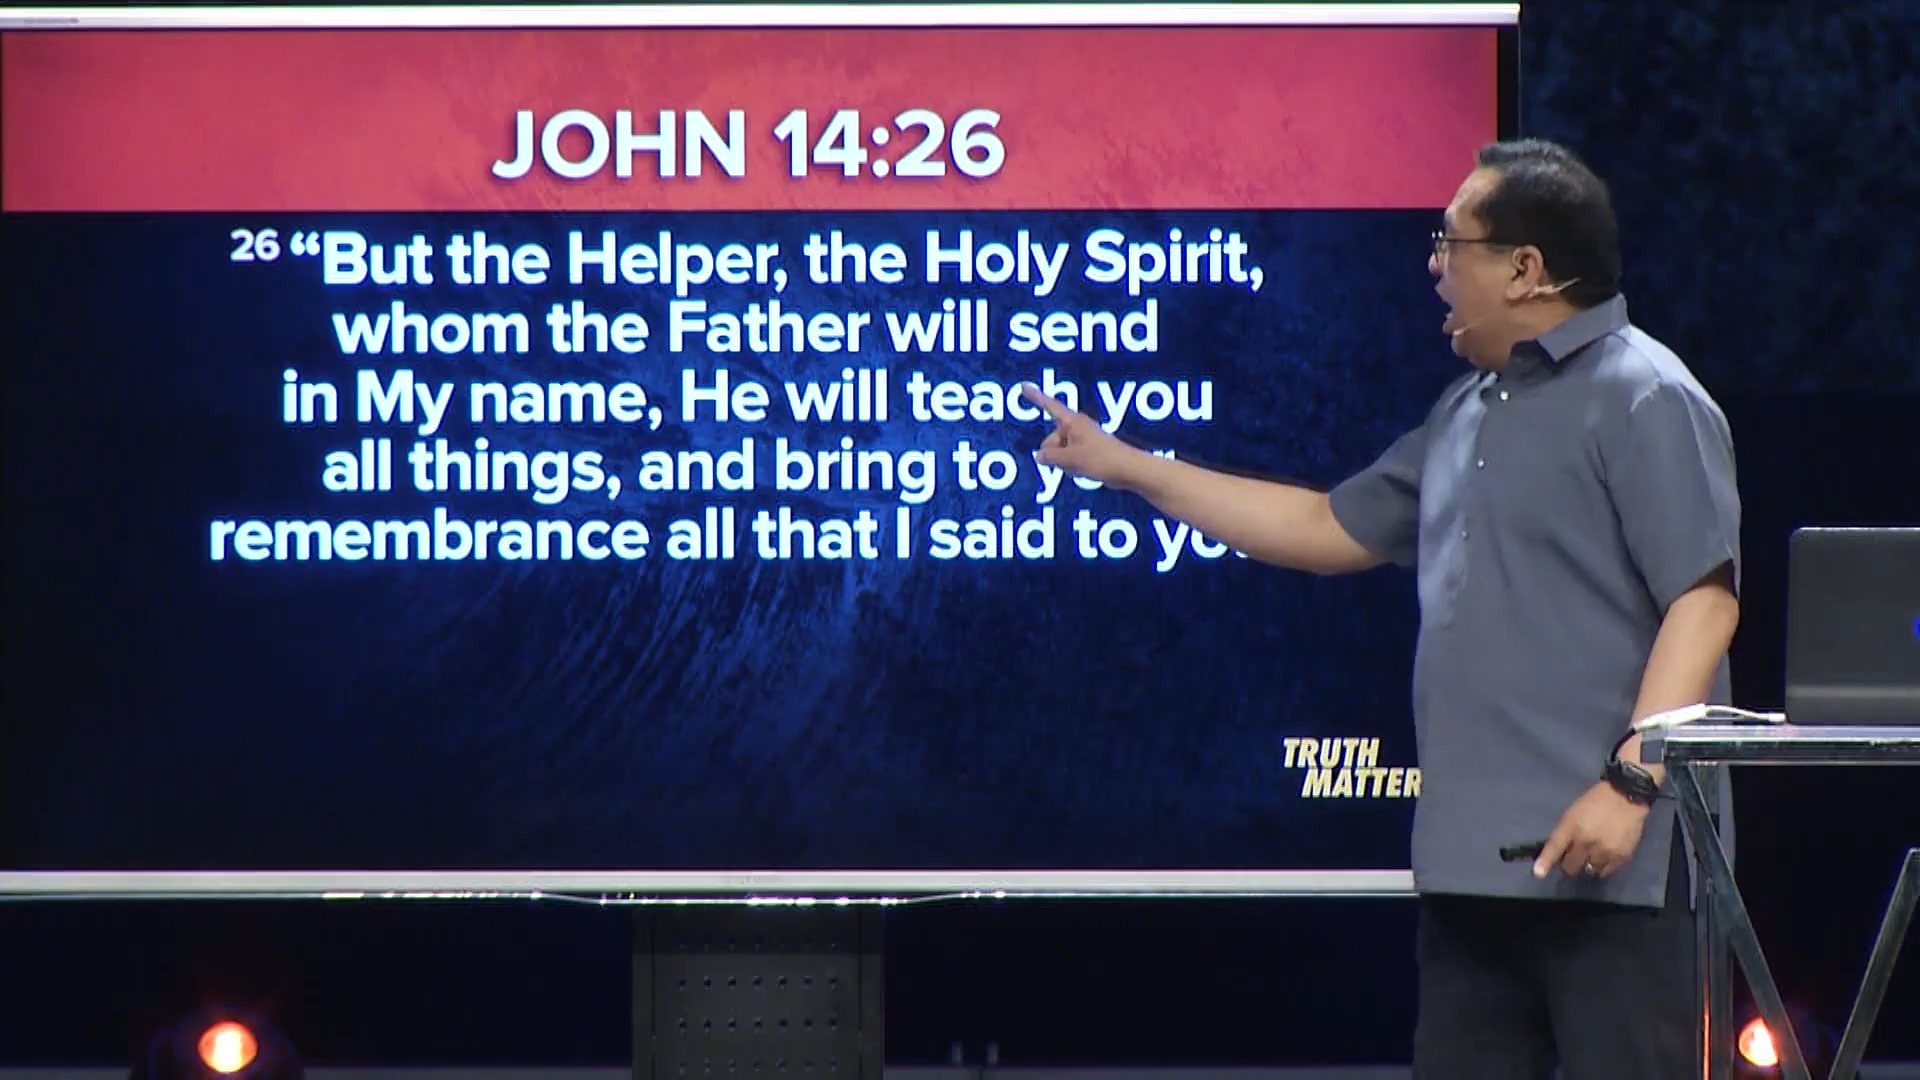 JOHN 14:26
26 “But the Helper, the Holy Spirit,
whom the Father will send
in My name, He will teach you
all things, and bring to
remembrance all that I said to
TRUTH
MATTER